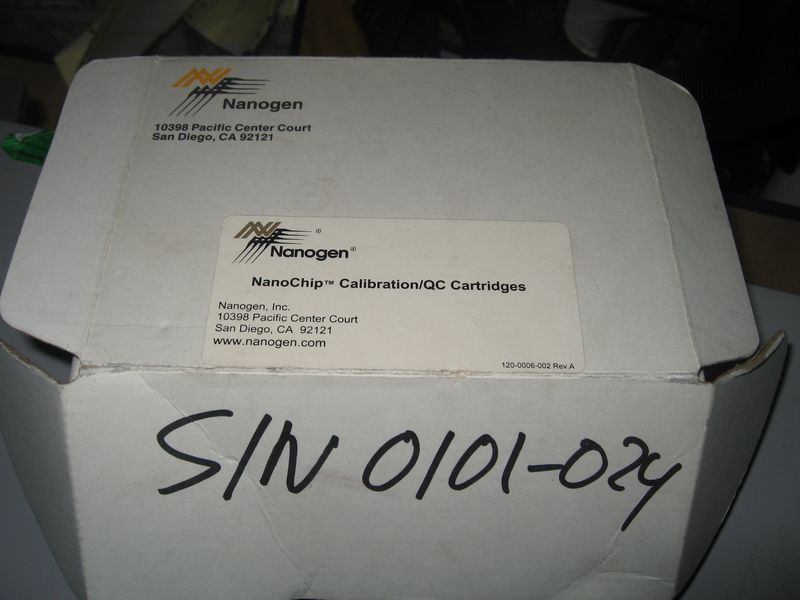 Nanogen
10398 Pacific Center Court
San Diego, CA 92121
Nanogen®
NanoChip™ Calibration/QC Cartridges
Nanogen, Inc.
10398 Pacific Center Court
San Diego, CA 92121
www.nanogen.com
120-0006-002 Rev.A
S/N 0101-024